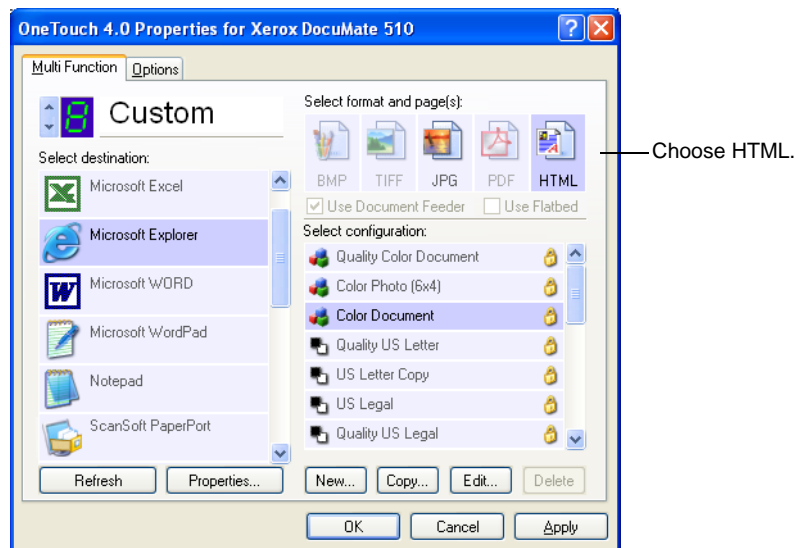 OneTouch 4.0 Properties for Xerox DocuMate 510
Multi Function
Options
8
Custom
Select destination:
Microsoft Excel
Microsoft Explorer
Microsoft WORD
Microsoft WordPad
Notepad
ScanSoft PaperPort
Refresh
Properties...
Select format and page(s):
BMP
TIFF
JPG
PDF
HTML
Use Document Feeder
Use Flatbed
Select configuration:
Quality Color Document
Color Photo (6x4)
Color Document
Quality US Letter
US Letter Copy
US Legal
Quality US Legal
New...
Copy...
Edit...
Delete
OK
Cancel
Apply
Choose HTML.